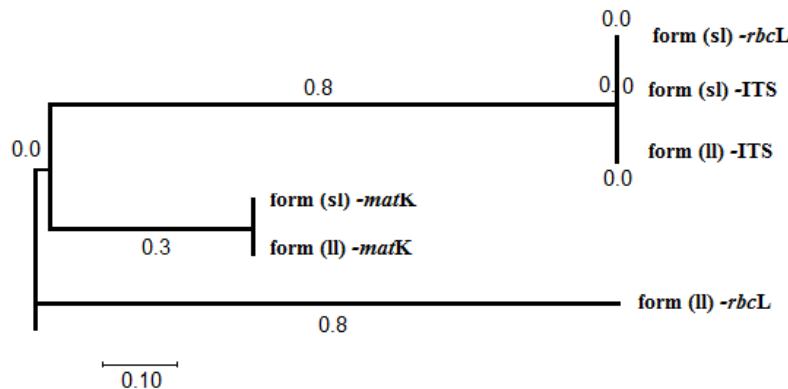 0.0
form (sl) -rbcL
0.8
0.0
form (sl) -ITS
0.0
form (ll) -ITS
0.0
form (sl) -matK
form (ll) -matK
0.3
form (ll) -rbcL
0.8
0.10